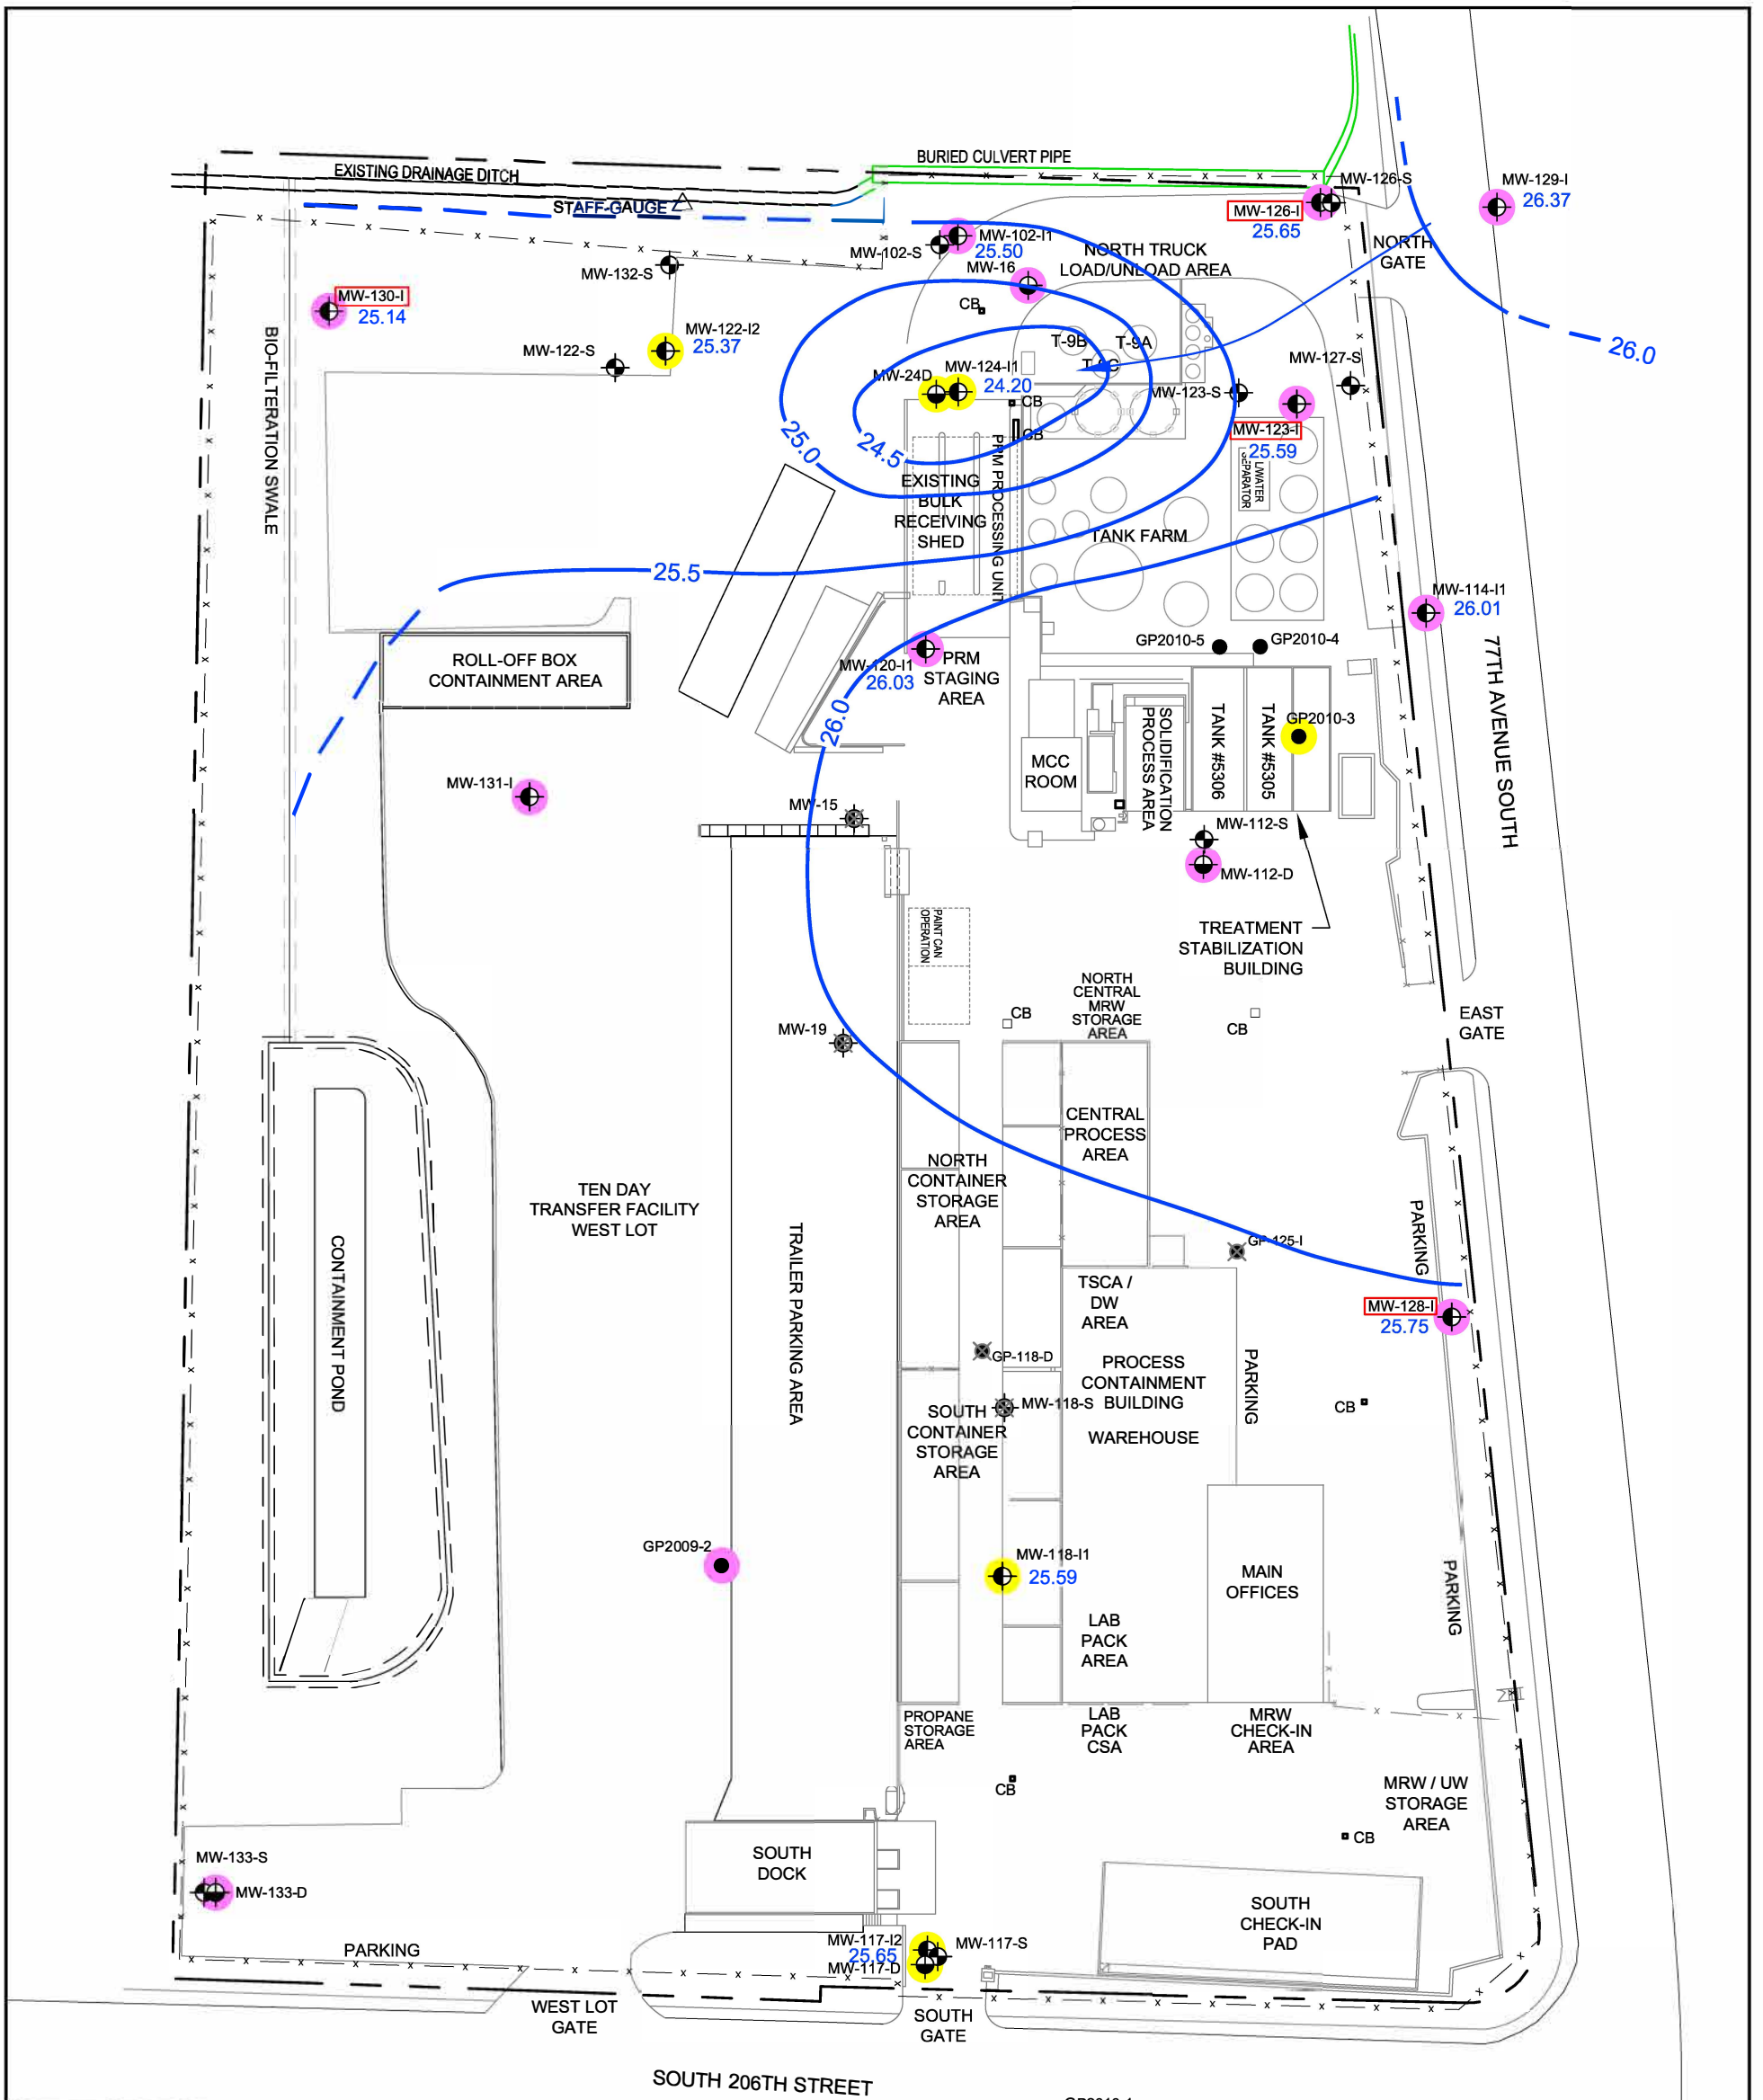 BURIED CULVERT PIPE
EXISTING DRAINAGE DITCH
STAFF-GAUGE
MW-126-S
MW-126-I
25.65
MW-129-I
26.37
MW-102-I1
25.50
MW-102-S
MW-16
NORTH TRUCK
LOAD/UNLOAD AREA
NORTH
GATE
MW-132-S
MW-130-I
25.14
MW-122-I2
25.37
MW-122-S
CB
T-9B
T-9A
MW-24D
MW-124-I1
24.20
CB
CB
MW-123-S
MW-127-S
MW-123-I
25.59
26.0
25.0
24.5
BIO-FILTERATION SWALE
EXISTING
BULK
RECEIVING
SHED
PRM PROCESSING UNIT
TANK FARM
25.5
MW-114-I1
26.01
77TH AVENUE SOUTH
GP2010-5
GP2010-4
ROLL-OFF BOX
CONTAINMENT AREA
MW-120-I1
26.03
PRM
STAGING
AREA
26.0
MCC
ROOM
SOLIDIFICATION
PROCESS AREA
TANK #5306
TANK #5305
GP2010-3
MW-131-I
MW-15
MW-112-S
MW-112-D
TREATMENT
STABILIZATION
BUILDING
PAINT CAN
OPERATION
NORTH
CENTRAL
MRW
STORAGE
AREA
CB
CB
EAST
GATE
MW-19
CENTRAL
PROCESS
AREA
NORTH
CONTAINER
STORAGE
AREA
TEN DAY
TRANSFER FACILITY
WEST LOT
TRAILER PARKING AREA
CONTAINMENT POND
PARKING
GP-125-I
TSCA /
DW
AREA
MW-128-I
25.75
GP-118-D
PROCESS
CONTAINMENT
BUILDING
WAREHOUSE
PARKING
MW-118-S
CB
SOUTH
CONTAINER
STORAGE
AREA
GP2009-2
MW-118-I1
25.59
MAIN
OFFICES
PARKING
LAB
PACK
AREA
PROPANE
STORAGE
AREA
LAB
PACK
CSA
MRW
CHECK-IN
AREA
CB
MRW / UW
STORAGE
AREA
CB
SOUTH
DOCK
MW-133-S
MW-133-D
SOUTH
CHECK-IN
PAD
PARKING
MW-117-I2
25.65
MW-117-D
MW-117-S
WEST LOT
GATE
SOUTH
GATE
SOUTH 206TH STREET